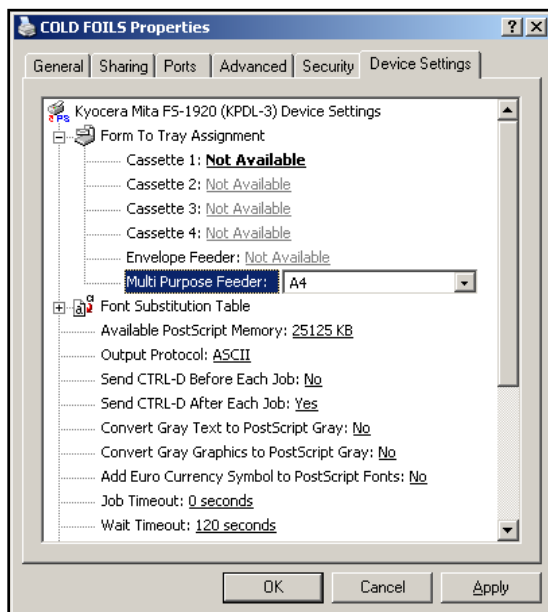 COLD FOILS Properties
General Sharing Ports Advanced Security Device Settings
Kyocera Mita FS-1920 (KPDL-3) Device Settings
Form To Tray Assignment
Cassette 1: Not Available
Cassette 2: Not Available
Cassette 3: Not Available
Cassette 4: Not Available
Envelope Feeder: Not Available
Multi Purpose Feeder: A4
Font Substitution Table
Available PostScript Memory: 25125 KB
Output Protocol: ASCII
Send CTRL-D Before Each Job: No
Send CTRL-D After Each Job: Yes
Convert Gray Text to PostScript Gray: No
Convert Gray Graphics to PostScript Gray: No
Add Euro Currency Symbol to PostScript Fonts: No
Job Timeout: 0 seconds
Wait Timeout: 120 seconds
OK Cancel Apply